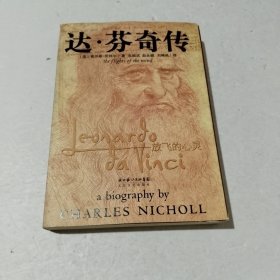 达·芬奇传
the flights of the mind
Leonardo
放飞的心灵
da Vinci
a biography by
CHARLES NICHOLL